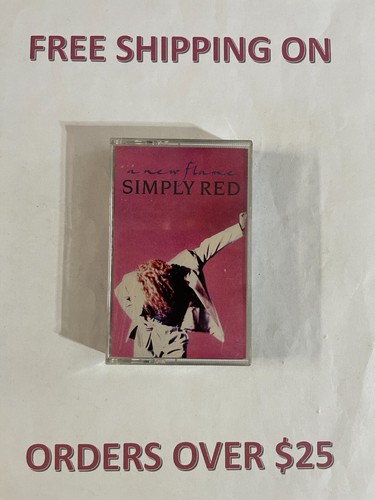 FREE SHIPPING ON
a new flame
SIMPLY RED
ORDERS OVER $25